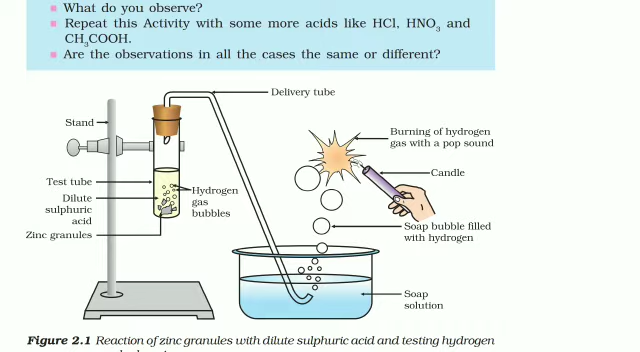 What do you observe?
Repeat this Activity with some more acids like HCl, HNO3 and
CH3COOH.
Are the observations in all the cases the same or different?
Delivery tube
Stand
Burning of hydrogen
gas with a pop sound
Candle
Test tube
Hydrogen
gas
bubbles
Dilute
sulphuric
acid
Zinc granules
Soap bubble filled
with hydrogen
Soap
solution
Figure 2.1 Reaction of zinc granules with dilute sulphuric acid and testing hydrogen